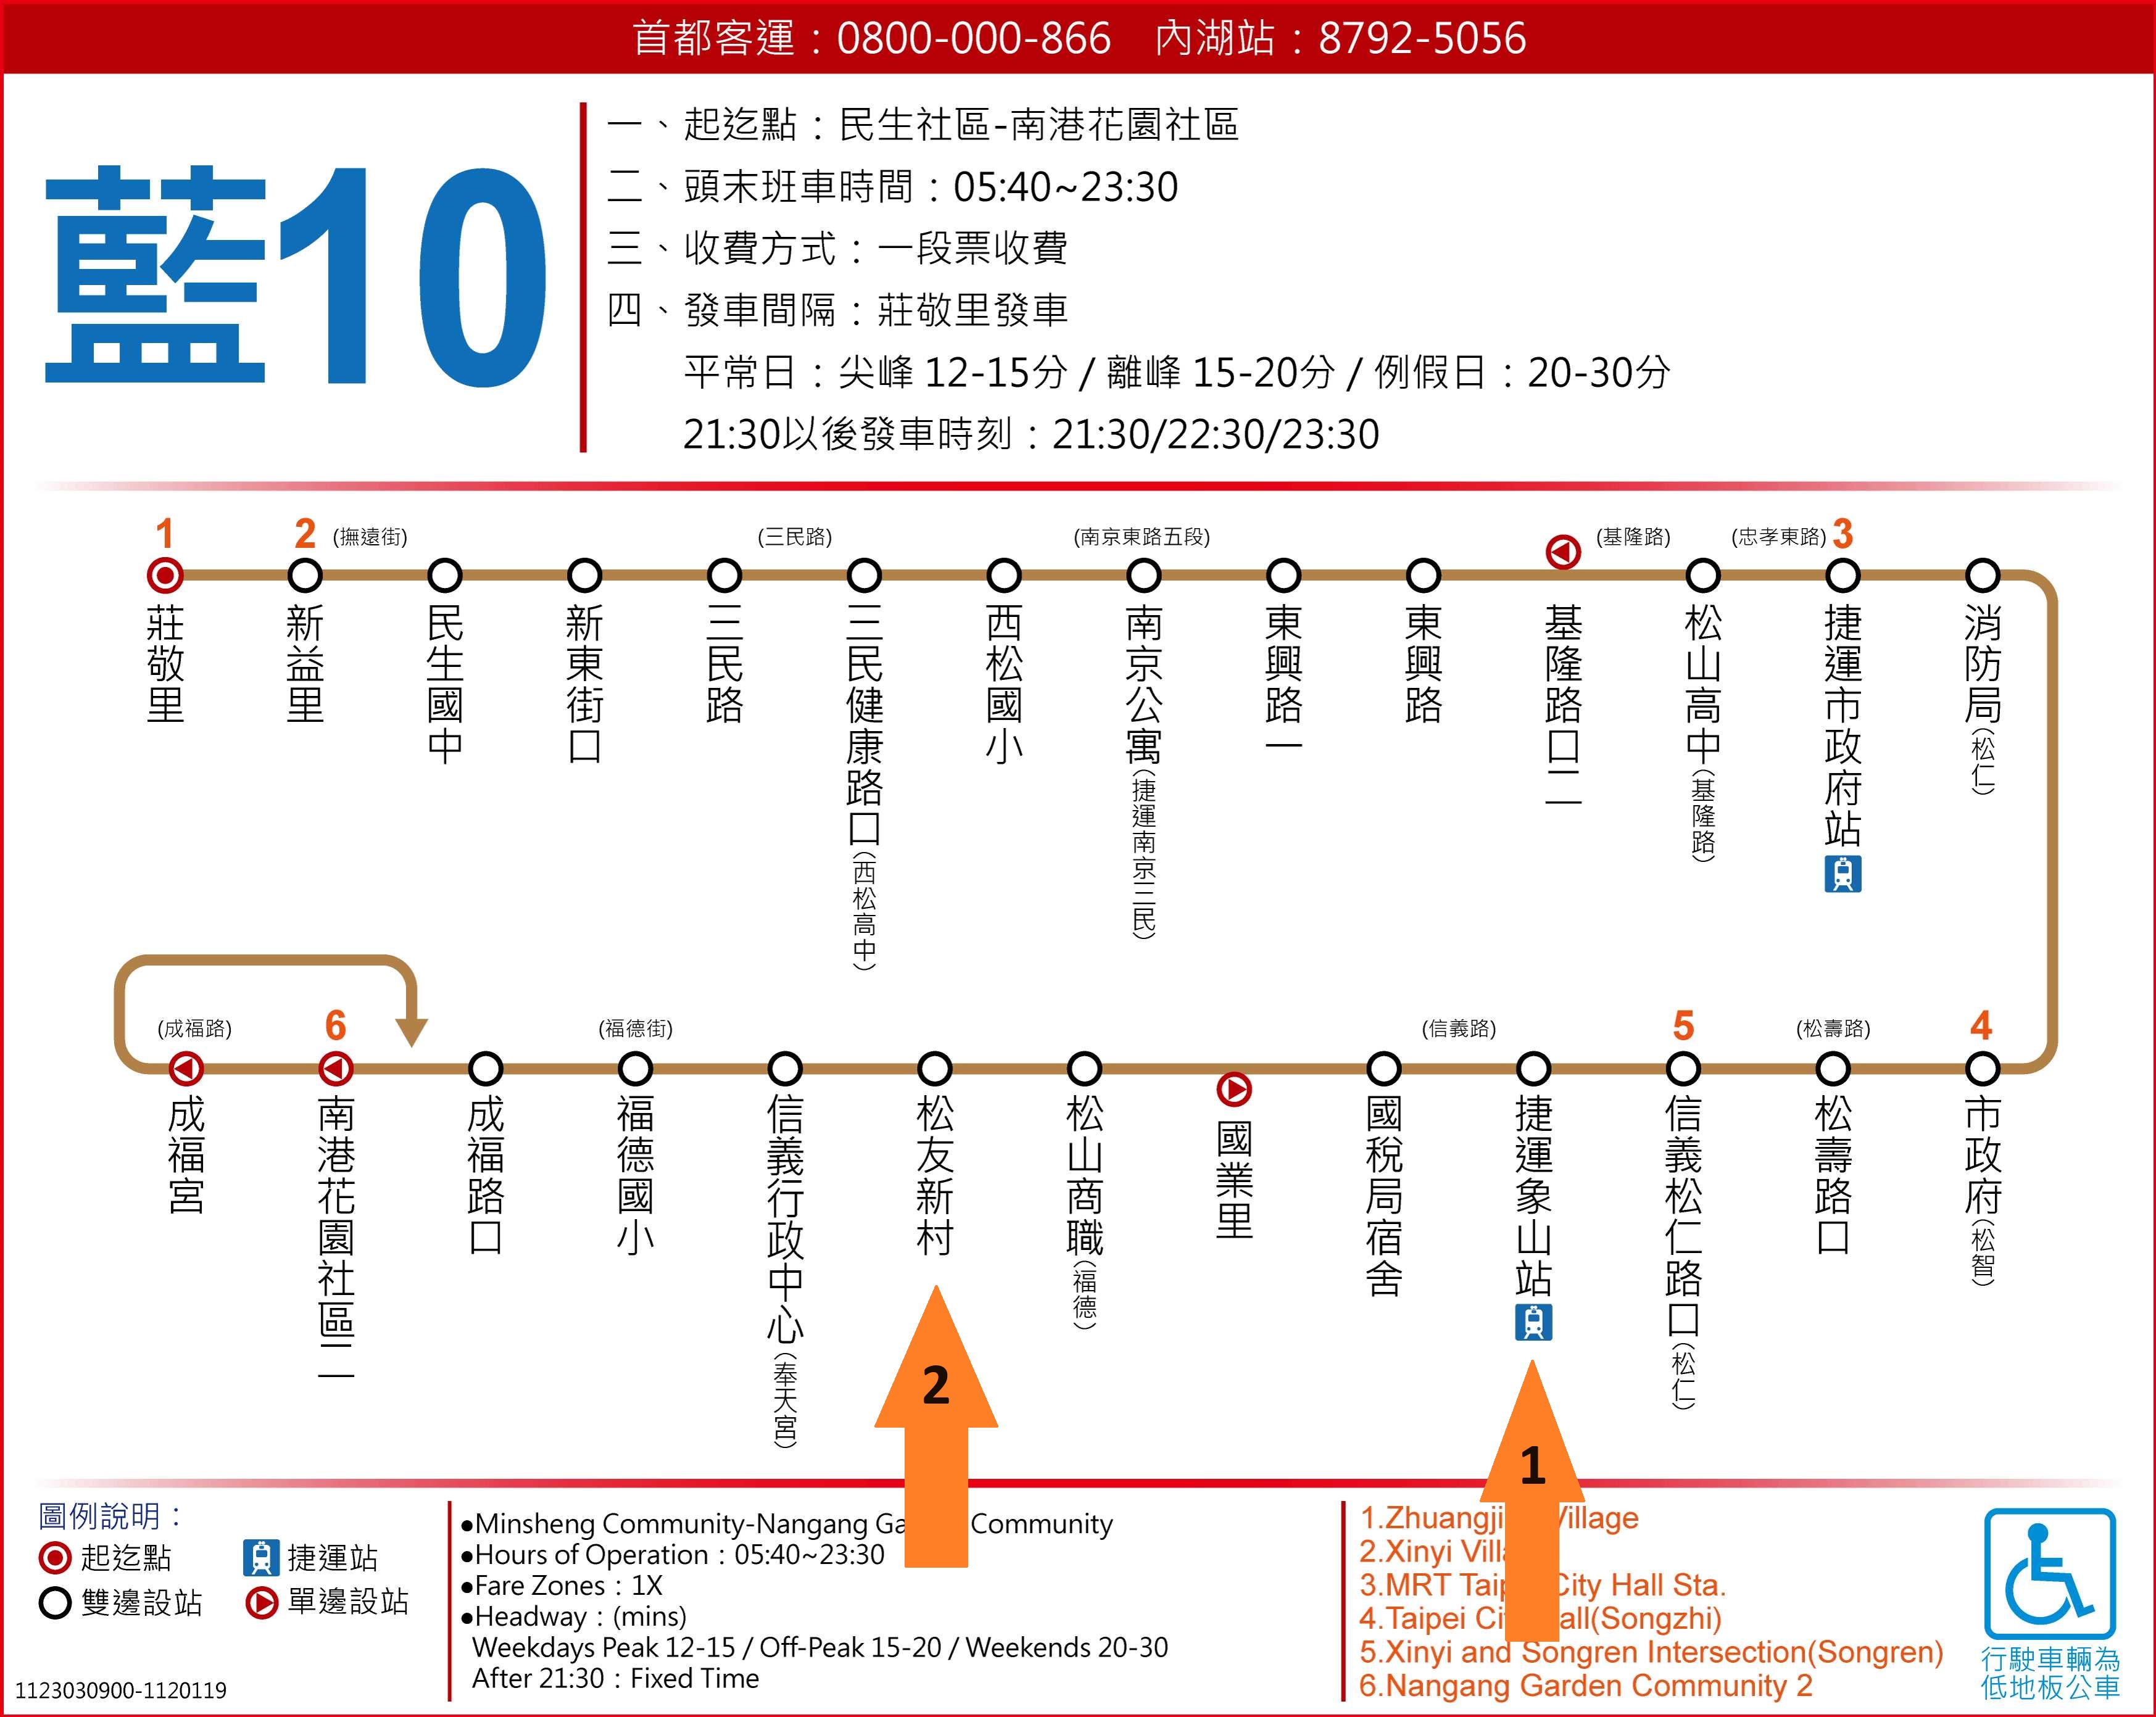 首都客運：0800-000-866　內湖站：8792-5056
藍10
一、起迄點：民生社區-南港花園社區
二、頭末班車時間：05:40~23:30
三、收費方式：一段票收費
四、發車間隔：莊敬里發車
平常日：尖峰 12-15分 / 離峰 15-20分 / 例假日：20-30分
21:30以後發車時刻：21:30/22:30/23:30
1
2
(撫遠街)
(三民路)
(南京東路五段)
(基隆路)
(忠孝東路)
3
莊敬里
新益里
民生國中
新東街口
三民路
三民健康路口(西松高中)
西松國小
南京公寓(捷運南京三民)
東興路一
東興路
基隆路口二
松山高中(基隆路)
捷運市政府站
消防局(松仁)
(成福路)
6
(福德街)
(信義路)
5
(松壽路)
4
成福宮
南港花園社區二
成福路口
福德國小
信義行政中心(奉天宮)
松友新村
松山商職(福德)
國業里
國稅局宿舍
捷運象山站
信義松仁路口(松仁)
松壽路口
市政府(松智)
2
1
圖例說明：
起迄點
捷運站
雙邊設站
單邊設站
1123030900-1120119
●Minsheng Community-Nangang Ga Community
●Hours of Operation：05:40~23:30
●Fare Zones：1X
●Headway：(mins)
Weekdays Peak 12-15 / Off-Peak 15-20 / Weekends 20-30
After 21:30：Fixed Time
1.Zhuangji Village
2.Xinyi Vill
3.MRT Taip City Hall Sta.
4.Taipei Ci all(Songzhi)
5.Xinyi and Songren Intersection(Songren)
6.Nangang Garden Community 2
行駛車輛為
低地板公車